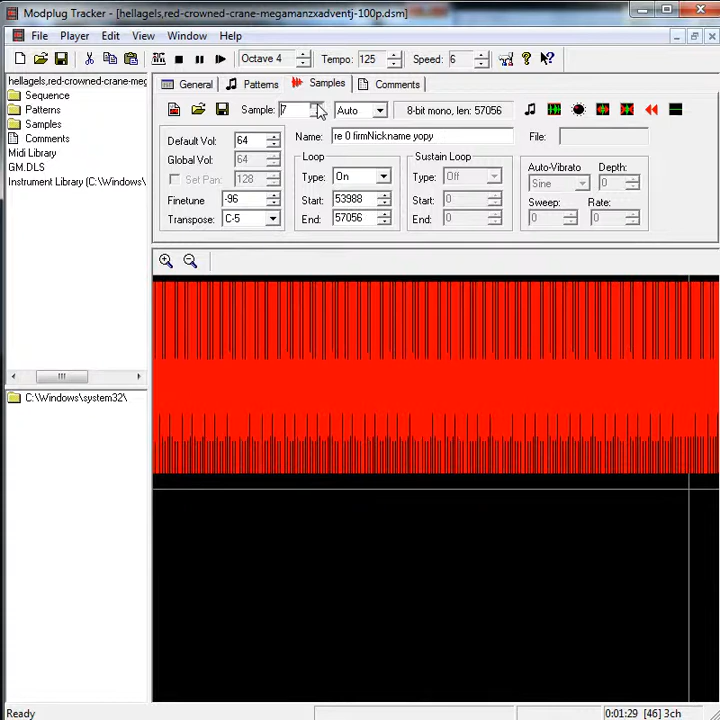 Modplug Tracker - [hellagels,red-crowned-crane-megamanzxadventj-100p.dsm]
File Player Edit View Window Help
Octave 4 Tempo: 125 Speed: 6
hellagels,red-crowned-crane-meg
Sequence
Patterns
Samples
Comments
Midi Library
GM.DLS
Instrument Library (C:\Windows\
General Patterns Samples Comments
Sample: 7 Auto 8-bit mono, len: 57056
Default Vol: 64
Global Vol: 64
Set Pan: 128
Finetune -96
Transpose: C-5
Name: re 0 firmNickname yopy File:
Loop
Type: On
Start: 53988
End: 57056
Sustain Loop
Type: Off
Start: 0
End: 0
Auto-Vibrato Depth:
Sine 0
Sweep: Rate:
0 0
C:\Windows\system32\
Ready 0:01:29 [46] 3ch